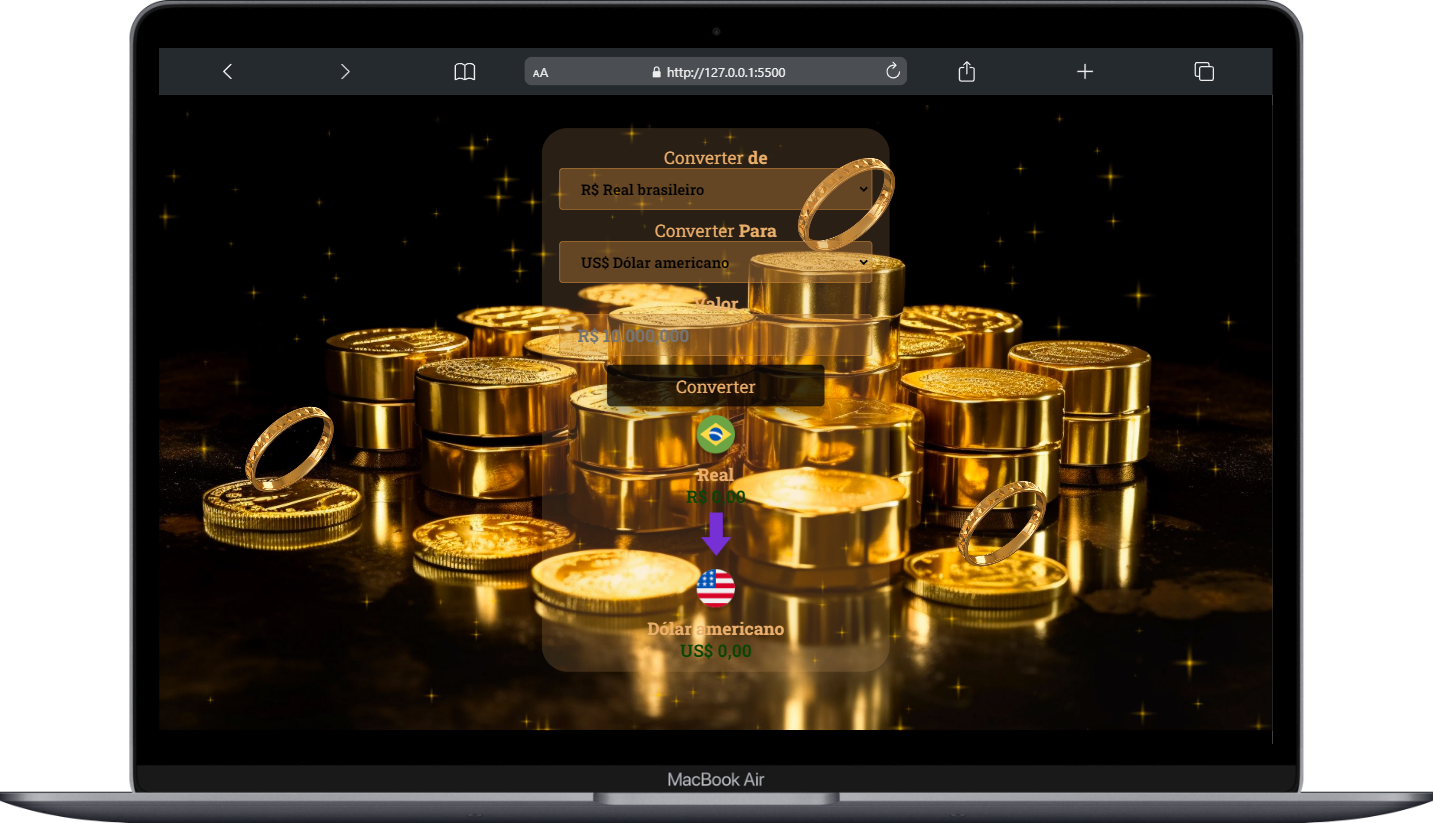 AA
http://127.0.0.1:5500
Converter de
R$ Real brasileiro
Converter Para
US$ Dólar americano
Valor
R$ 10.000,000
Converter
Real
R$ 0,00
Dólar americano
US$ 0,00
MacBook Air